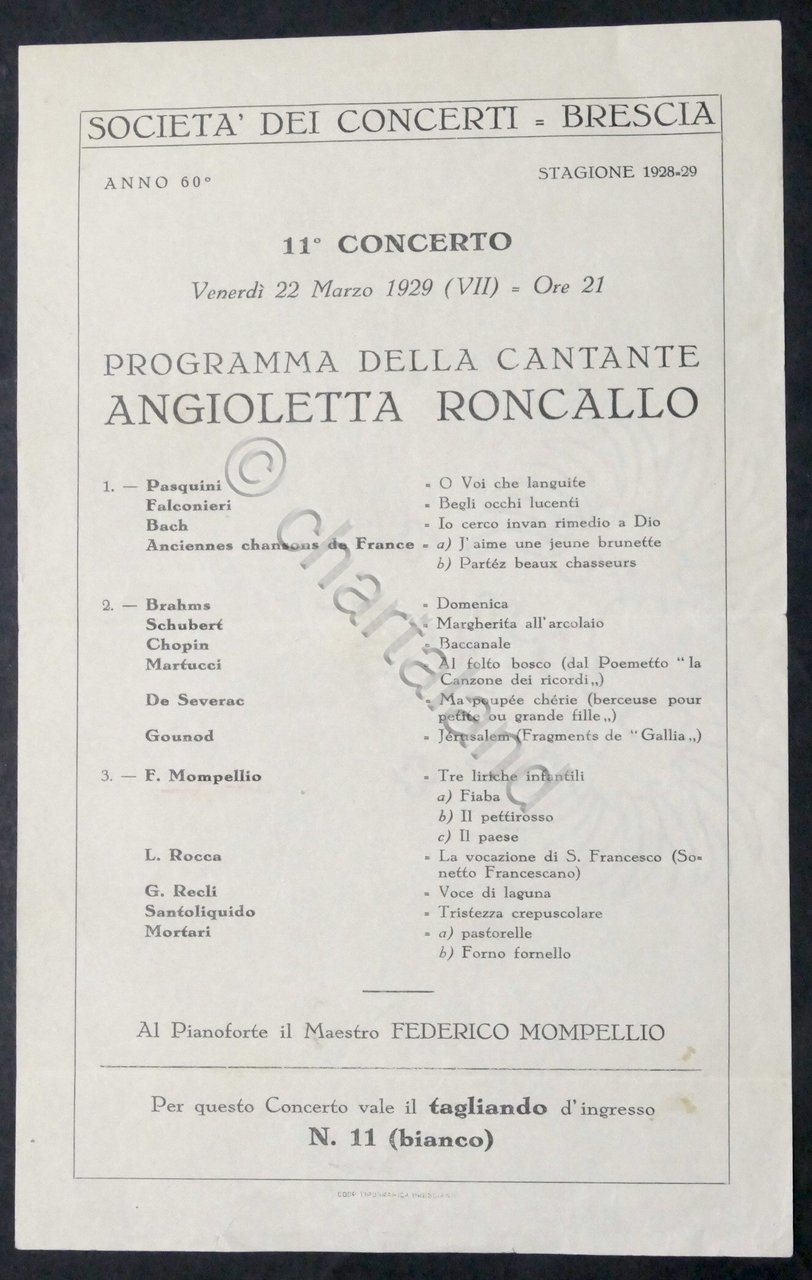 SOCIETA' DEI CONCERTI = BRESCIA
ANNO 60° STAGIONE 1928=29
11° CONCERTO
Venerdì 22 Marzo 1929 (VII) = Ore 21
PROGRAMMA DELLA CANTANTE
ANGIOLETTA RONCALLO
1. — Pasquini = O Voi che languite
Falconieri = Begli occhi lucenti
Bach = Io cerco invan rimedio a Dio
Anciennes chansons de France = a) J'aime une jeune brunette
b) Partéz beaux chasseurs
2. — Brahms = Domenica
Schubert = Margherita all'arcolaio
Chopin = Baccanale
Martucci = Al folto bosco (dal Poemetto "la
Canzone dei ricordi„)
De Severac = Ma poupée chérie (berceuse pour
petite ou grande fille„)
Gounod = Jérusalem (Fragments de "Gallia„)
3. — F. Mompellio = Tre liriche infantili
a) Fiaba
b) Il pettirosso
c) Il paese
L. Rocca = La vocazione di S. Francesco (So=
netto Francescano)
G. Recli = Voce di laguna
Santoliquido = Tristezza crepuscolare
Mortari = a) pastorelle
b) Forno fornello
Al Pianoforte il Maestro FEDERICO MOMPELLIO
Per questo Concerto vale il tagliando d'ingresso
N. 11 (bianco)
COOP. TIPOGRAFICA BRESCIANA
© chartaland